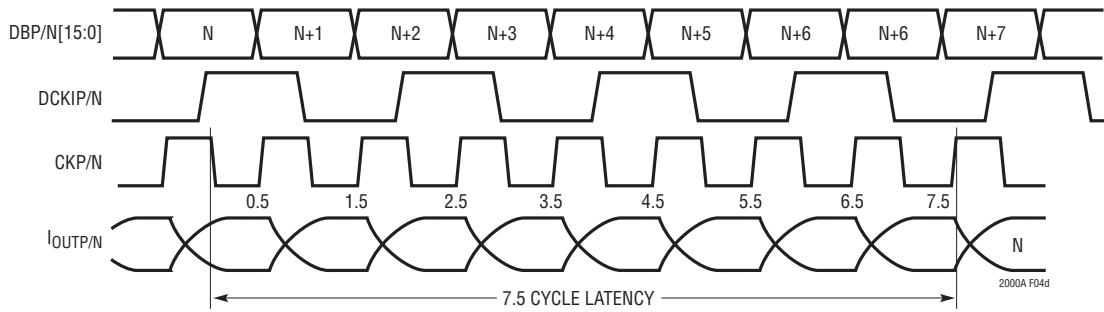 DBP/N[15:0] N N+1 N+2 N+3 N+4 N+5 N+6 N+6 N+7
DCKIP/N
CKP/N
0.5 1.5 2.5 3.5 4.5 5.5 6.5 7.5
IOUTP/N N
2000A F04d
7.5 CYCLE LATENCY